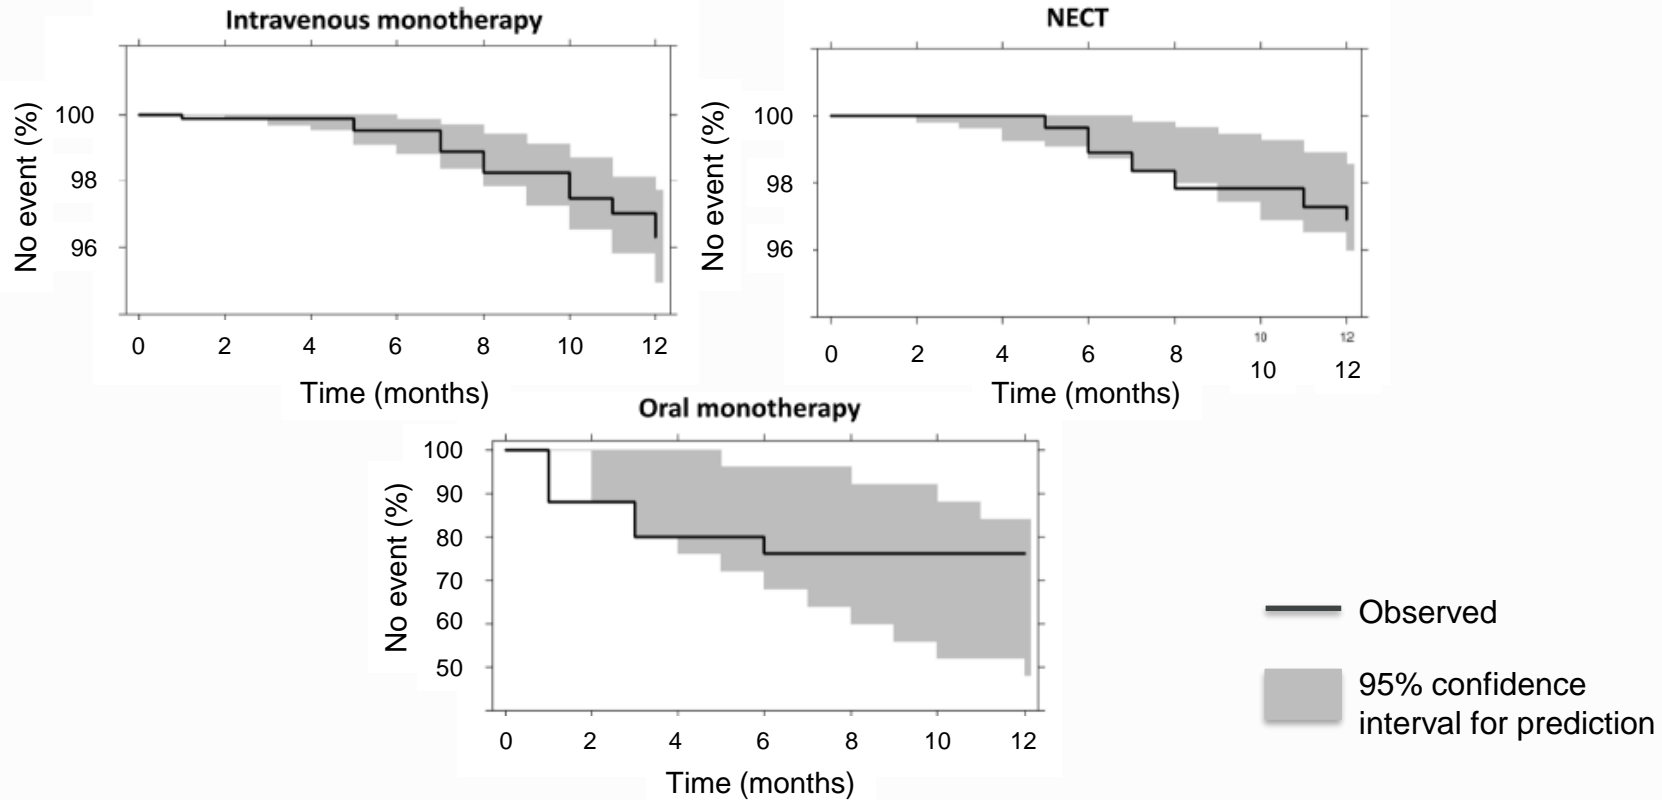 Intravenous monotherapy
No event (%)
100
98
96
0 2 4 6 8 10 12
Time (months)
NECT
No event (%)
100
98
96
10 12
0 2 4 6 8 10 12
Time (months)
Oral monotherapy
No event (%)
100
90
80
70
60
50
0 2 4 6 8 10 12
Time (months)
Observed
95% confidence
interval for prediction